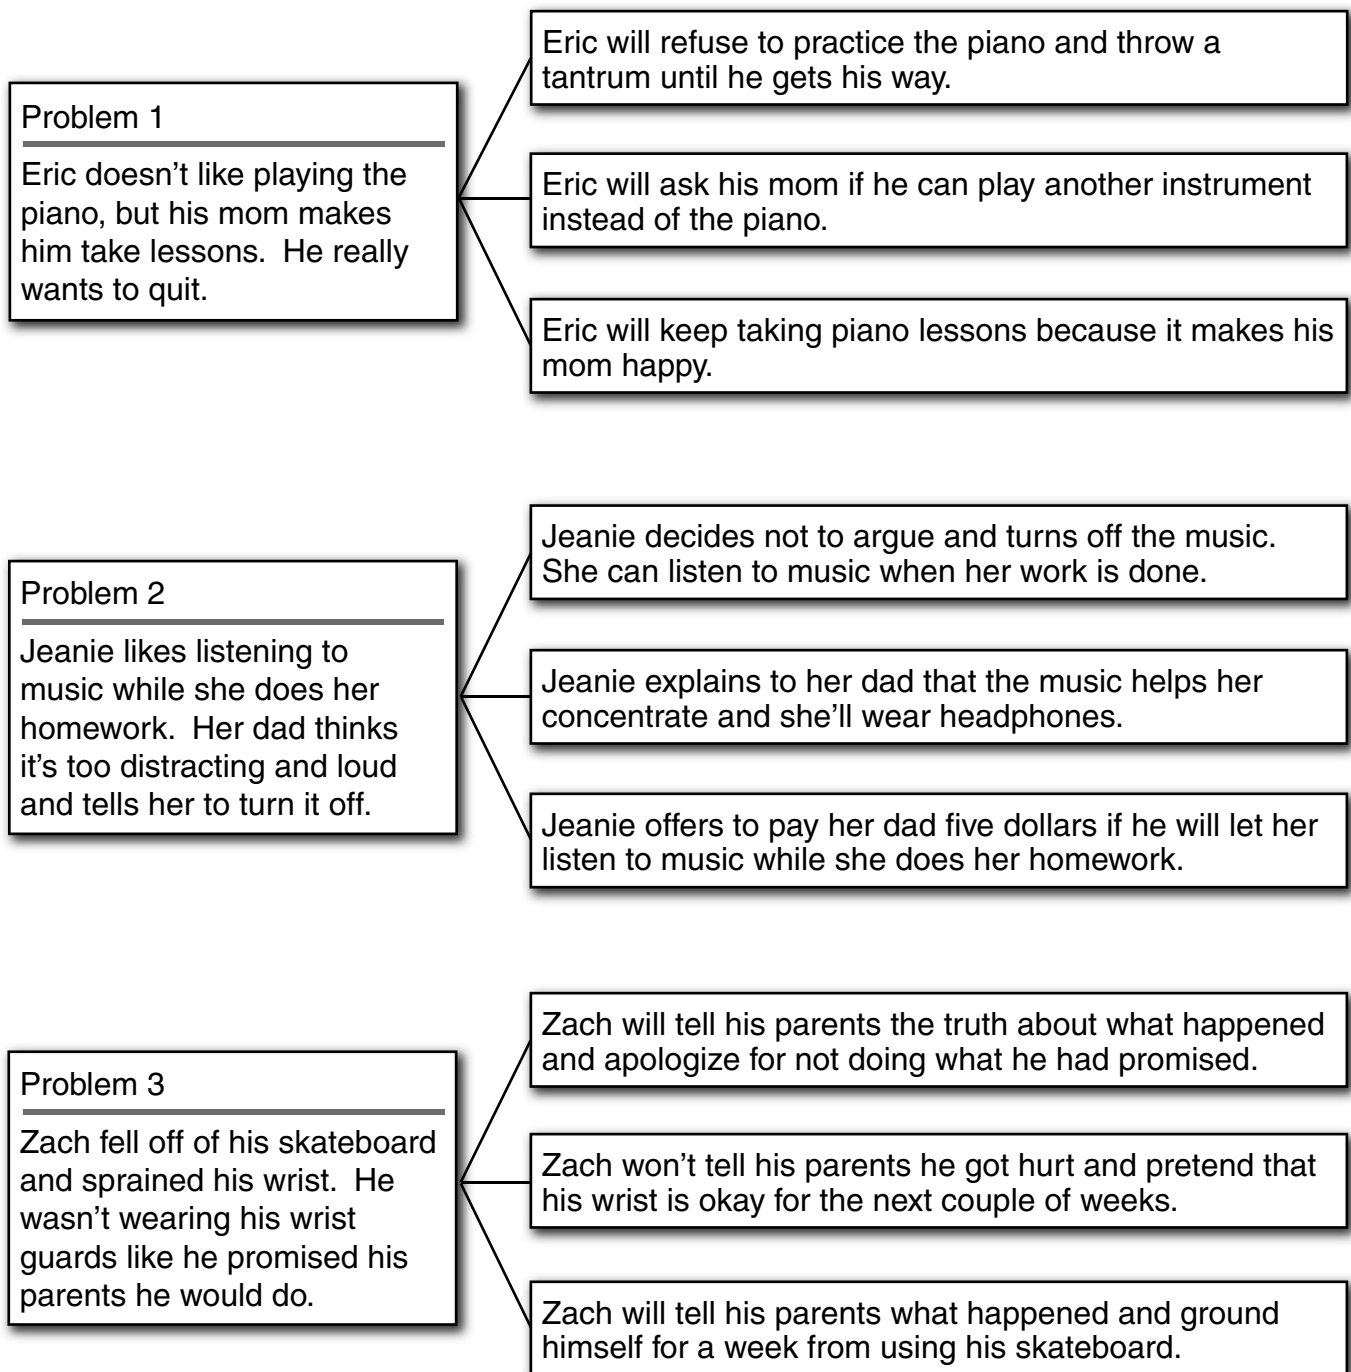 Problem 1
Eric doesn’t like playing the
piano, but his mom makes
him take lessons.  He really
wants to quit.
Eric will refuse to practice the piano and throw a
tantrum until he gets his way.
Eric will ask his mom if he can play another instrument
instead of the piano.
Eric will keep taking piano lessons because it makes his
mom happy.
Problem 2
Jeanie likes listening to
music while she does her
homework.  Her dad thinks
it’s too distracting and loud
and tells her to turn it off.
Jeanie decides not to argue and turns off the music.
She can listen to music when her work is done.
Jeanie explains to her dad that the music helps her
concentrate and she’ll wear headphones.
Jeanie offers to pay her dad five dollars if he will let her
listen to music while she does her homework.
Problem 3
Zach fell off of his skateboard
and sprained his wrist.  He
wasn’t wearing his wrist
guards like he promised his
parents he would do.
Zach will tell his parents the truth about what happened
and apologize for not doing what he had promised.
Zach won’t tell his parents he got hurt and pretend that
his wrist is okay for the next couple of weeks.
Zach will tell his parents what happened and ground
himself for a week from using his skateboard.